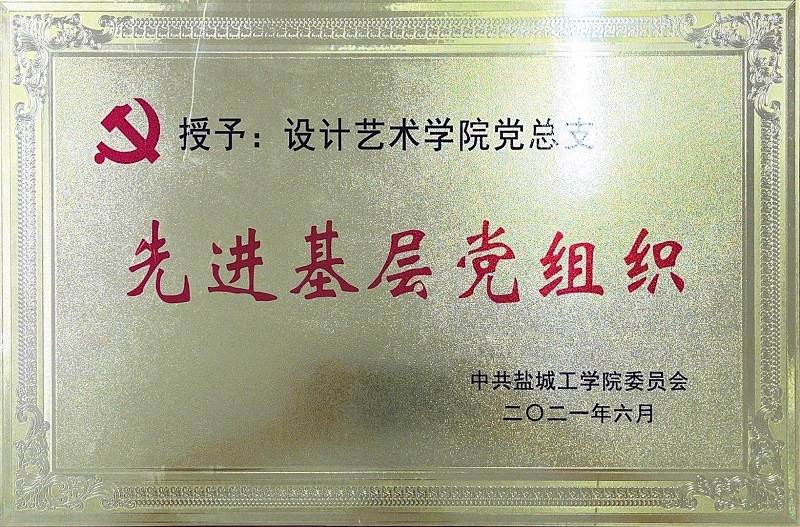 授予：设计艺术学院党总支
先进基层党组织
中共盐城工学院委员会
二〇二一年六月